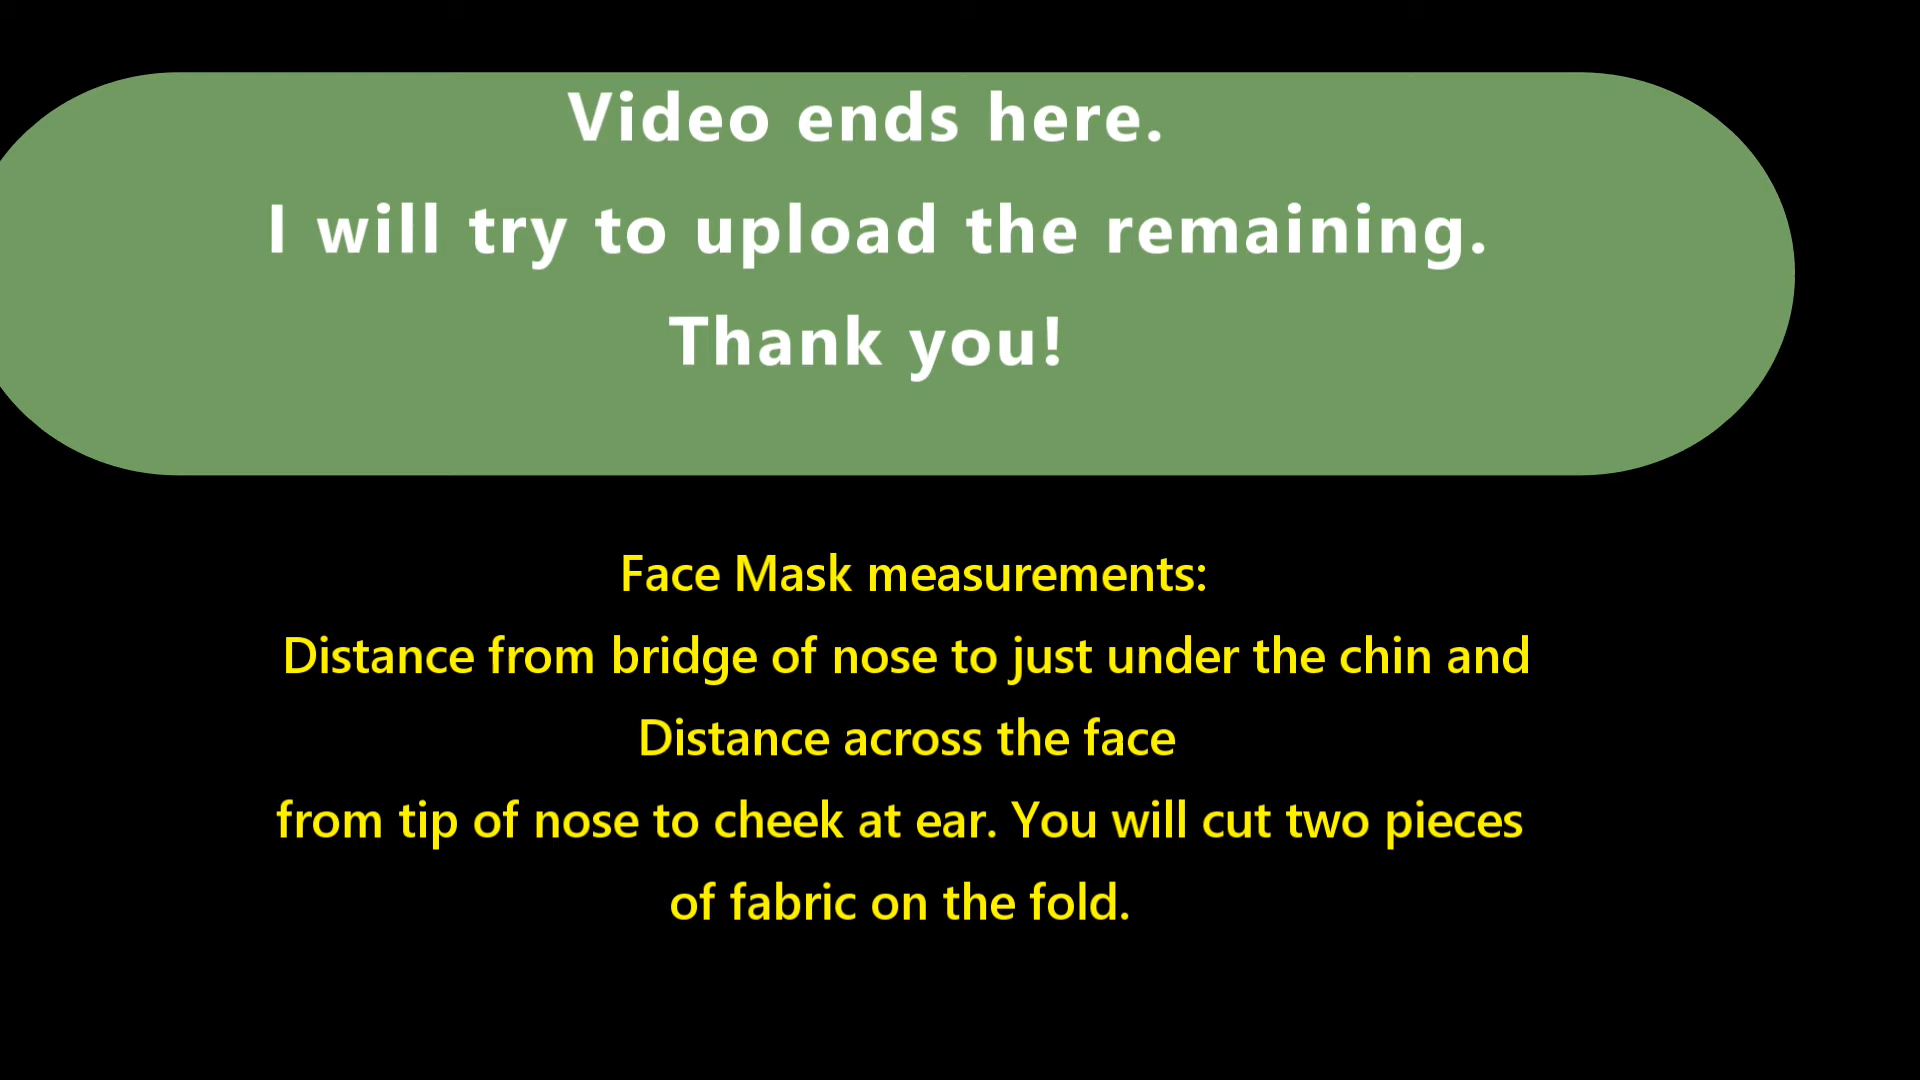 Video ends here.
I will try to upload the remaining.
Thank you!
Face Mask measurements:
Distance from bridge of nose to just under the chin and
Distance across the face
from tip of nose to cheek at ear. You will cut two pieces
of fabric on the fold.